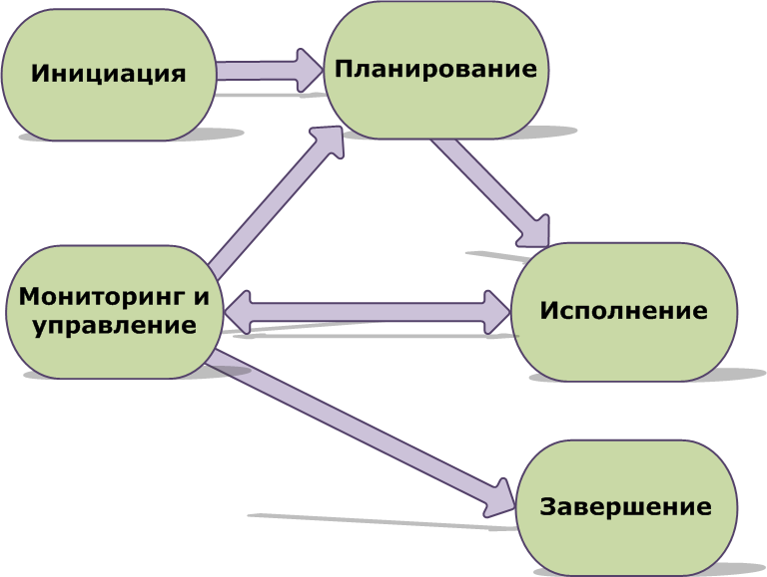 Инициация
Планирование
Мониторинг и
управление
Исполнение
Завершение